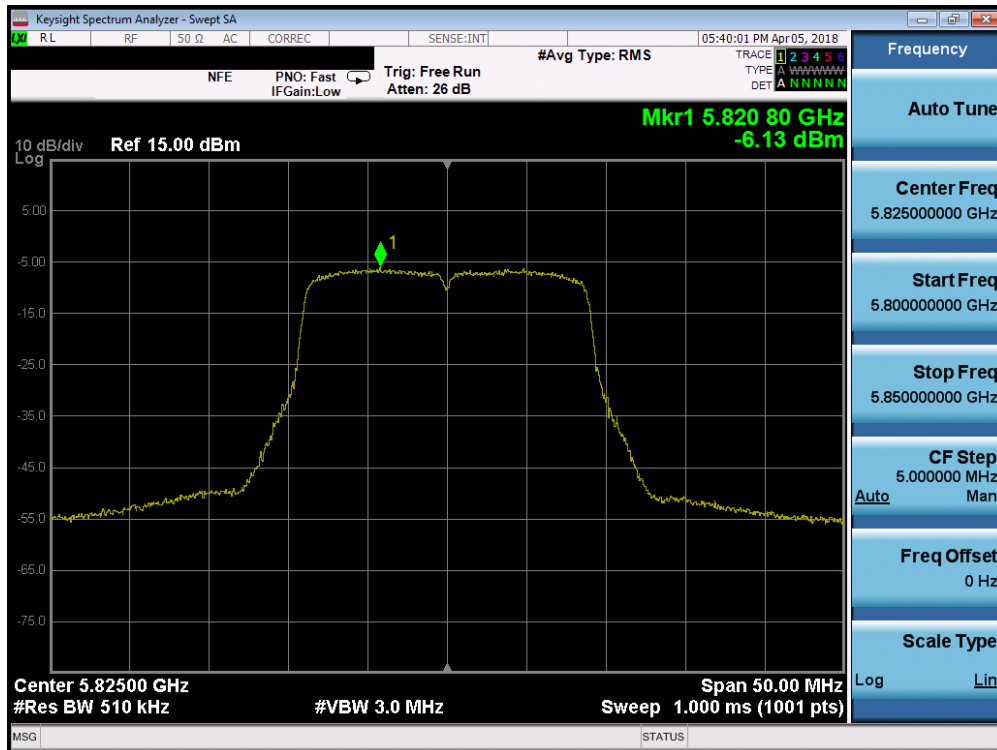 Keysight Spectrum Analyzer - Swept SA
LXI RL RF 50 Ω AC CORREC SENSE:INT 05:40:01 PM Apr 05, 2018
NFE PNO: Fast IFGain:Low Trig: Free Run Atten: 26 dB #Avg Type: RMS
TRACE 1 2 3 4 5 6
TYPE A WWWWW
DET A N N N N N
Mkr1 5.820 80 GHz
-6.13 dBm
10 dB/div Ref 15.00 dBm
Log
1
5.00
-5.00
-15.0
-25.0
-35.0
-45.0
-55.0
-65.0
-75.0
Center 5.82500 GHz Span 50.00 MHz
#Res BW 510 kHz #VBW 3.0 MHz Sweep 1.000 ms (1001 pts)
MSG STATUS
Frequency
Auto Tune
Center Freq
5.825000000 GHz
Start Freq
5.800000000 GHz
Stop Freq
5.850000000 GHz
CF Step
5.000000 MHz
Auto Man
Freq Offset
0 Hz
Scale Type
Log Lin